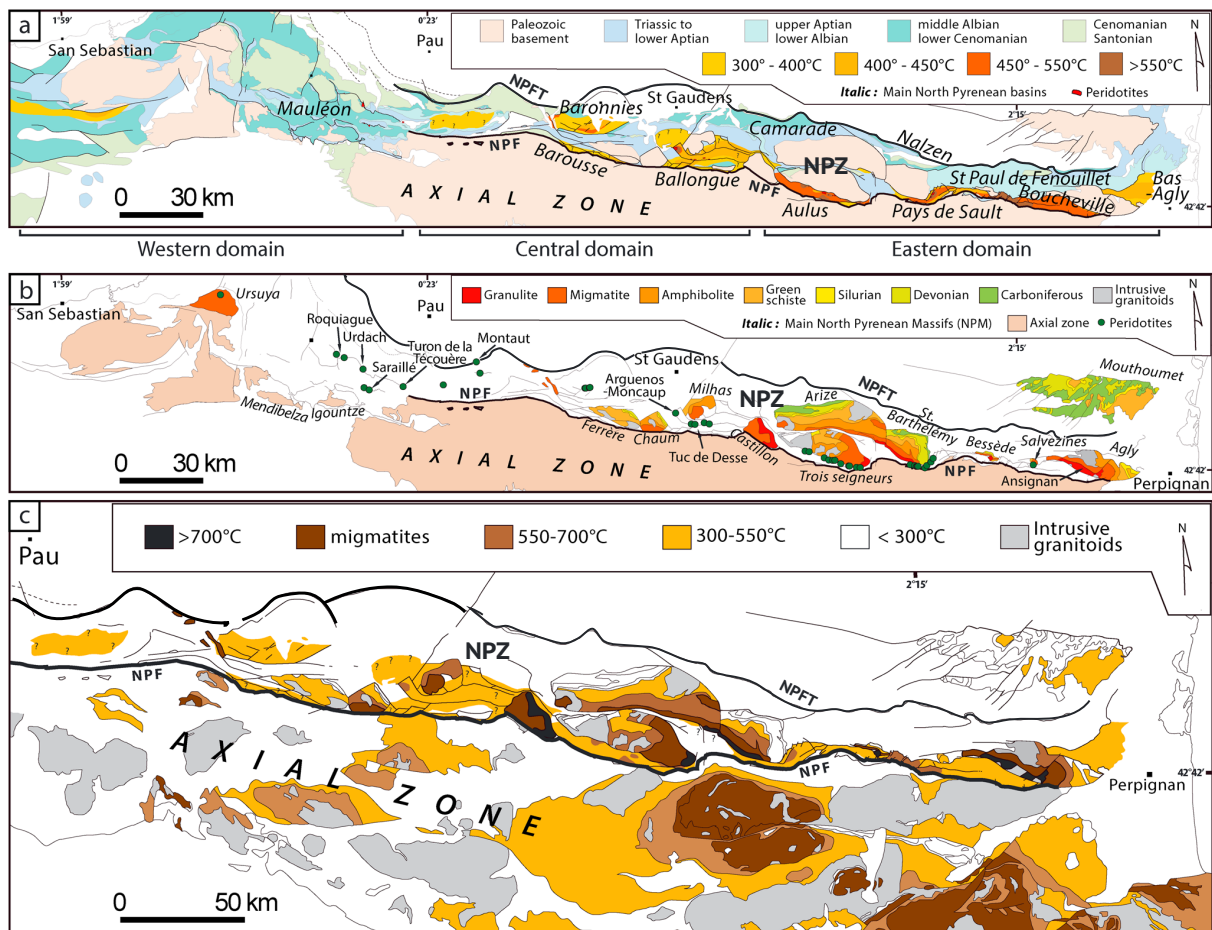 a
1°59'
San Sebastian
0°23'
Pau
Paleozoic
basement
Triassic to
lower Aptian
upper Aptian
lower Albian
middle Albian
lower Cenomanian
Cenomanian
Santonian
N
300° - 400°C
400° - 450°C
450° - 550°C
>550°C
Italic : Main North Pyrenean basins
Peridotites
2°15'
Mauléon
NPFT
Baronnies
St Gaudens
Camarade
Nalzen
NPF
Barousse
Ballongue
NPF
NPZ
Aulus
Pays de Sault
St Paul de Fenouillet
Boucheville
Bas
-Agly
42°42'
AXIAL ZONE
0 30 km
Western domain
Central domain
Eastern domain
b
1°59'
San Sebastian
Ursuya
0°23'
Pau
Granulite
Migmatite
Amphibolite
Green
schiste
Silurian
Devonian
Carboniferous
Intrusive
granitoids
N
Italic : Main North Pyrenean Massifs (NPM)
Axial zone
Peridotites
2°15'
Roquiague
Urdach
Saraillé
Turon de la
Técouère
Montaut
St Gaudens
Arguenos
-Moncaup
Milhas
NPZ
Arize
NPFT
St.
Barthélémy
Mouthoumet
Mendibelza
Igountze
NPF
Ferrère
Chaum
Tuc de Desse
Castillon
Trois seigneurs
Bessède
Salvezines
Agly
NPF
Ansignan
42°42'
Perpignan
AXIAL ZONE
0 30 km
c
Pau
>700°C
migmatites
550-700°C
300-550°C
< 300°C
Intrusive
granitoids
N
2°15'
? ?
?
? ?
NPZ
NPF
?
NPFT
?
NPF
42°42'
Perpignan
AXIAL ZONE
0 50 km